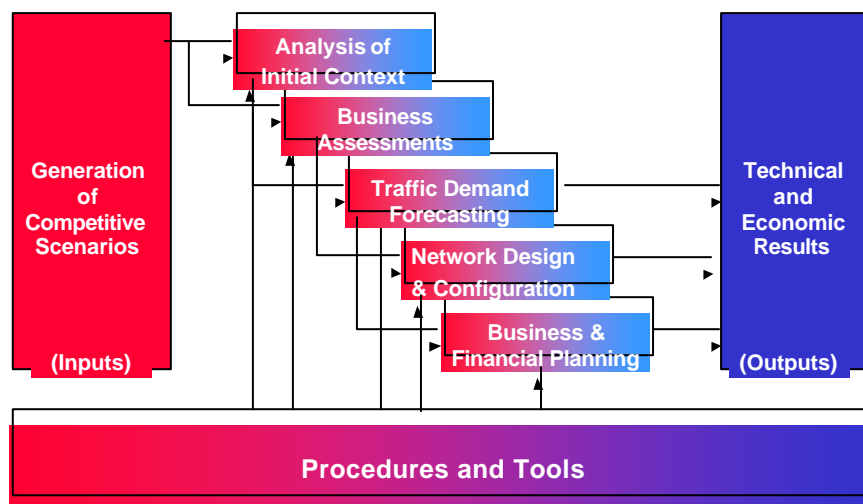 Generation
of
Competitive
Scenarios
(Inputs)
Analysis of
Initial Context
Business
Assessments
Traffic Demand
Forecasting
Network Design
& Configuration
Business &
Financial Planning
Technical
and
Economic
Results
(Outputs)
Procedures and Tools